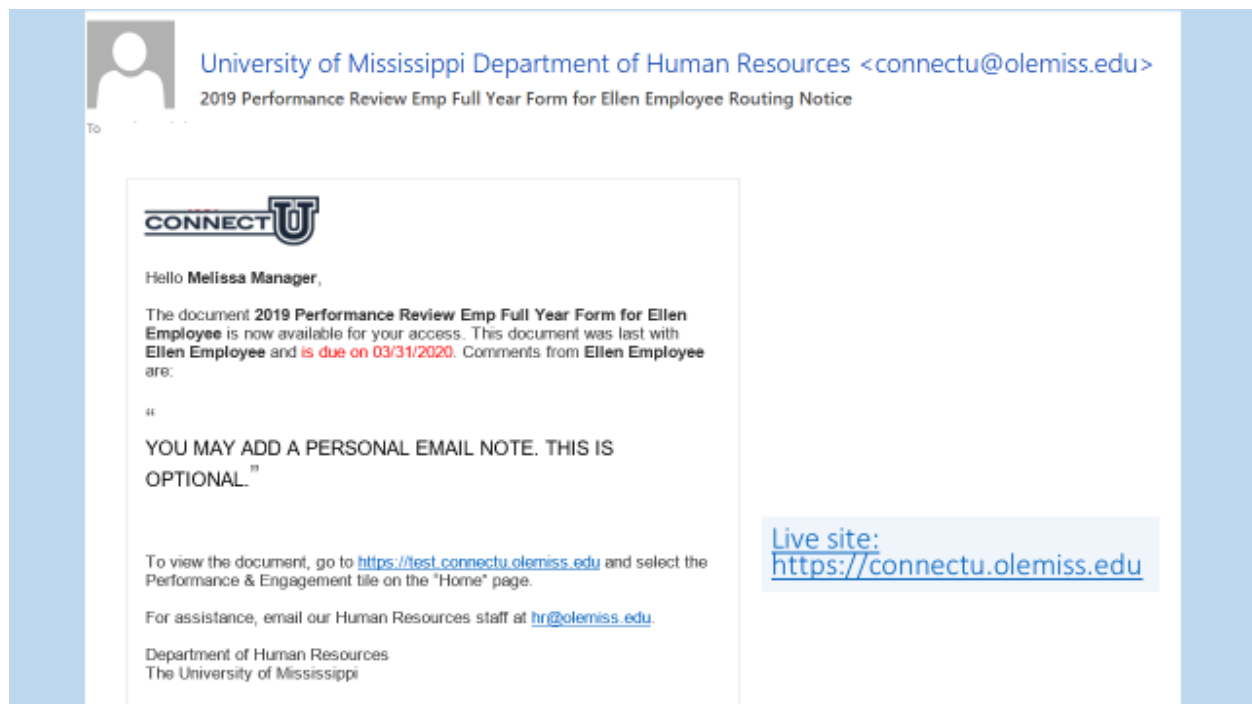 University of Mississippi Department of Human Resources <connectu@olemiss.edu>
2019 Performance Review Emp Full Year Form for Ellen Employee Routing Notice
To
CONNECT U
Hello Melissa Manager,
The document 2019 Performance Review Emp Full Year Form for Ellen
Employee is now available for your access. This document was last with
Ellen Employee and is due on 03/31/2020. Comments from Ellen Employee
are:
“
YOU MAY ADD A PERSONAL EMAIL NOTE. THIS IS
OPTIONAL.”
To view the document, go to https://test.connectu.olemiss.edu and select the
Performance & Engagement tile on the "Home" page.
For assistance, email our Human Resources staff at hr@olemiss.edu.
Department of Human Resources
The University of Mississippi
Live site:
https://connectu.olemiss.edu